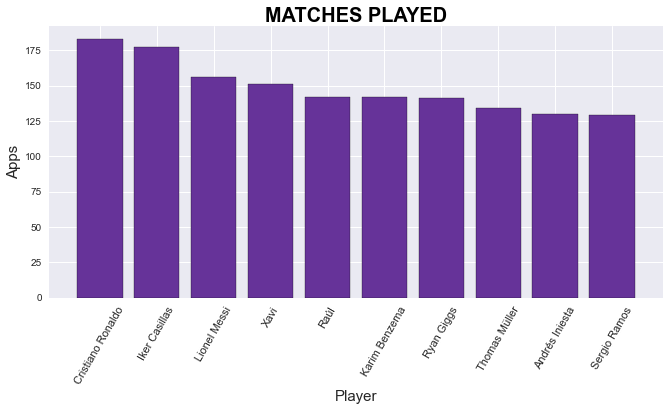 MATCHES PLAYED
Apps
175
150
125
100
75
50
25
0
Cristiano Ronaldo
Iker Casillas
Lionel Messi
Xavi
Raúl
Karim Benzema
Ryan Giggs
Thomas Müller
Andrés Iniesta
Sergio Ramos
Player